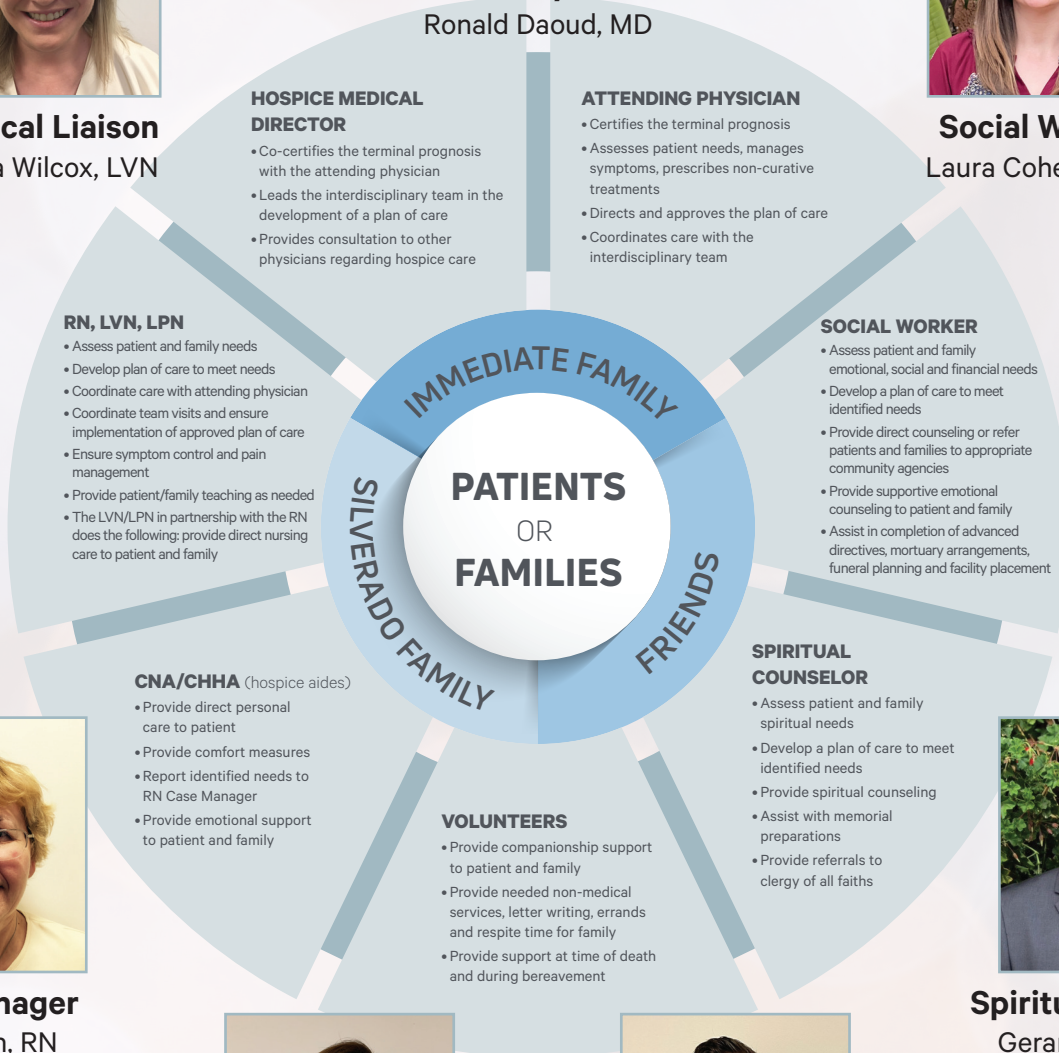 Ronald Daoud, MD
cal Liaison
Wilcox, LVN
Social W
Laura Cohe
HOSPICE MEDICAL
DIRECTOR
• Co-certifies the terminal prognosis
with the attending physician
• Leads the interdisciplinary team in the
development of a plan of care
• Provides consultation to other
physicians regarding hospice care
ATTENDING PHYSICIAN
• Certifies the terminal prognosis
• Assesses patient needs, manages
symptoms, prescribes non-curative
treatments
• Directs and approves the plan of care
• Coordinates care with the
interdisciplinary team
RN, LVN, LPN
• Assess patient and family needs
• Develop plan of care to meet needs
• Coordinate care with attending physician
• Coordinate team visits and ensure
implementation of approved plan of care
• Ensure symptom control and pain
management
• Provide patient/family teaching as needed
• The LVN/LPN in partnership with the RN
does the following: provide direct nursing
care to patient and family
SOCIAL WORKER
• Assess patient and family
emotional, social and financial needs
• Develop a plan of care to meet
identified needs
• Provide direct counseling or refer
patients and families to appropriate
community agencies
• Provide supportive emotional
counseling to patient and family
• Assist in completion of advanced
directives, mortuary arrangements,
funeral planning and facility placement
IMMEDIATE FAMILY
SILVERADO FAMILY
FRIENDS
PATIENTS
OR
FAMILIES
CNA/CHHA (hospice aides)
• Provide direct personal
care to patient
• Provide comfort measures
• Report identified needs to
RN Case Manager
• Provide emotional support
to patient and family
VOLUNTEERS
• Provide companionship support
to patient and family
• Provide needed non-medical
services, letter writing, errands
and respite time for family
• Provide support at time of death
and during bereavement
SPIRITUAL
COUNSELOR
• Assess patient and family
spiritual needs
• Develop a plan of care to meet
identified needs
• Provide spiritual counseling
• Assist with memorial
preparations
• Provide referrals to
clergy of all faiths
nager
, RN
Spiritu
Gera